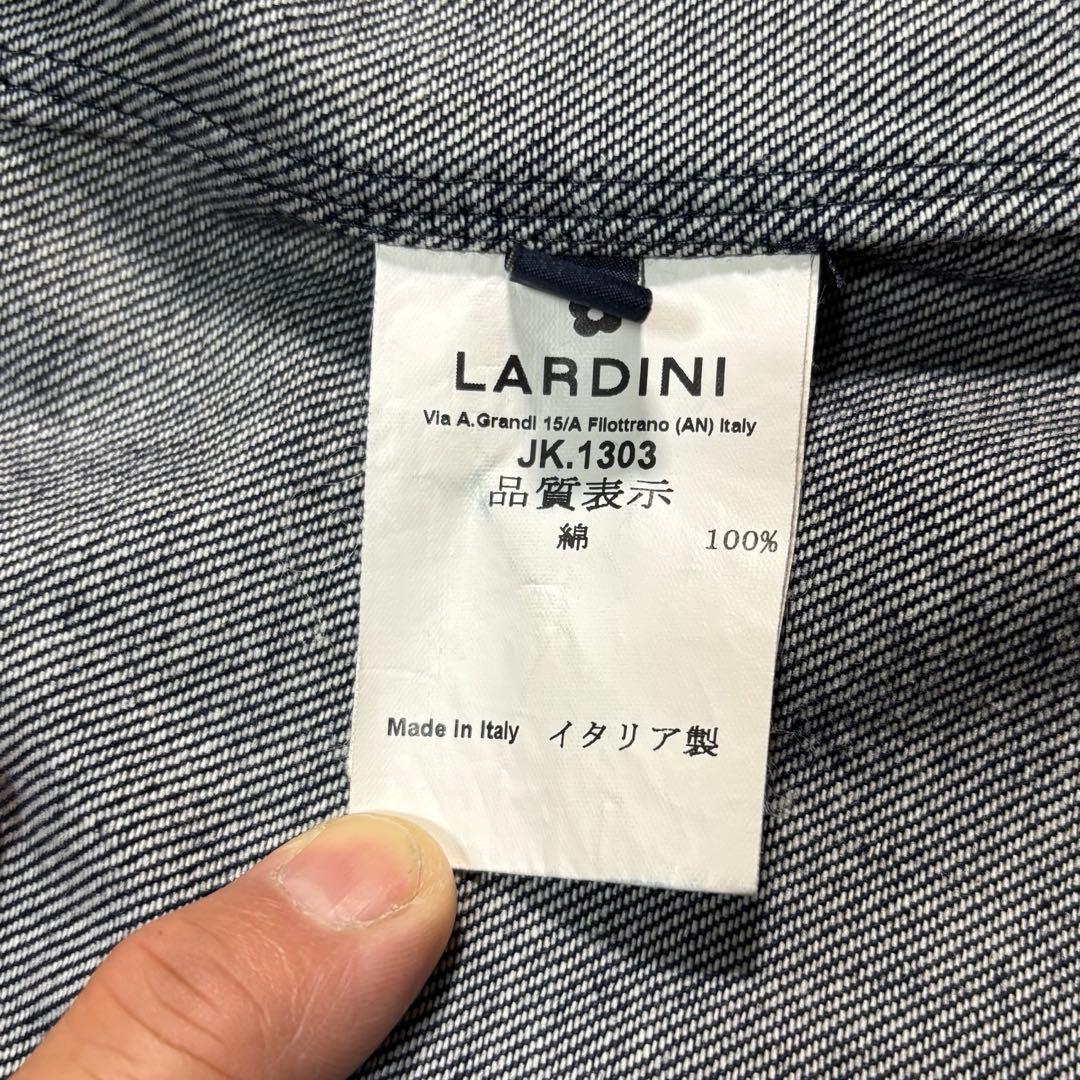 LARDINI
Via A.Grandi 15/A Filottrano (AN) Italy
JK.1303
品質表示
綿 100%
Made in Italy イタリア製